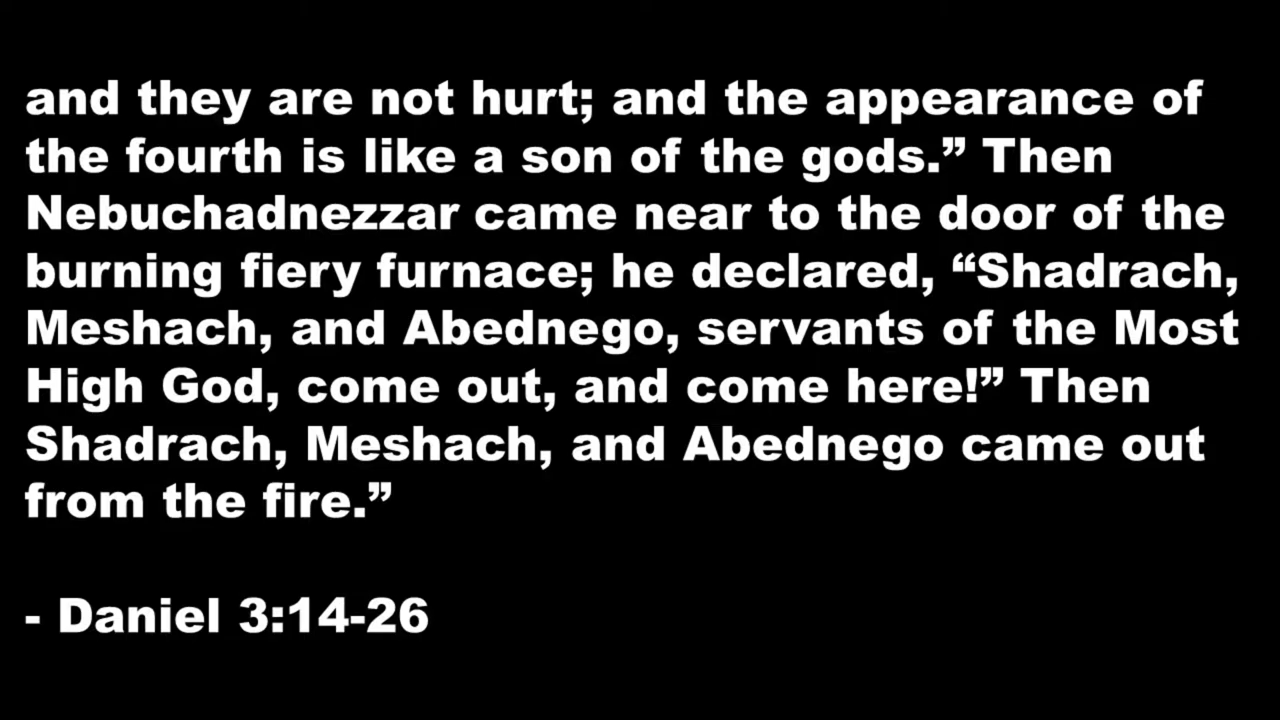 and they are not hurt; and the appearance of
the fourth is like a son of the gods.” Then
Nebuchadnezzar came near to the door of the
burning fiery furnace; he declared, “Shadrach,
Meshach, and Abednego, servants of the Most
High God, come out, and come here!” Then
Shadrach, Meshach, and Abednego came out
from the fire.”
- Daniel 3:14-26